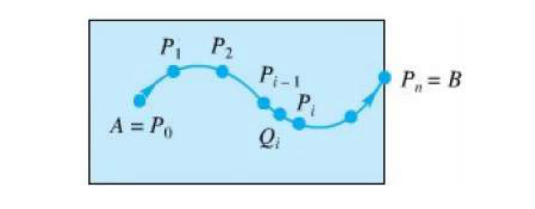 P₁
P₂
Pᵢ₋₁
Pᵢ
Pₙ = B
A = P₀
Qᵢ